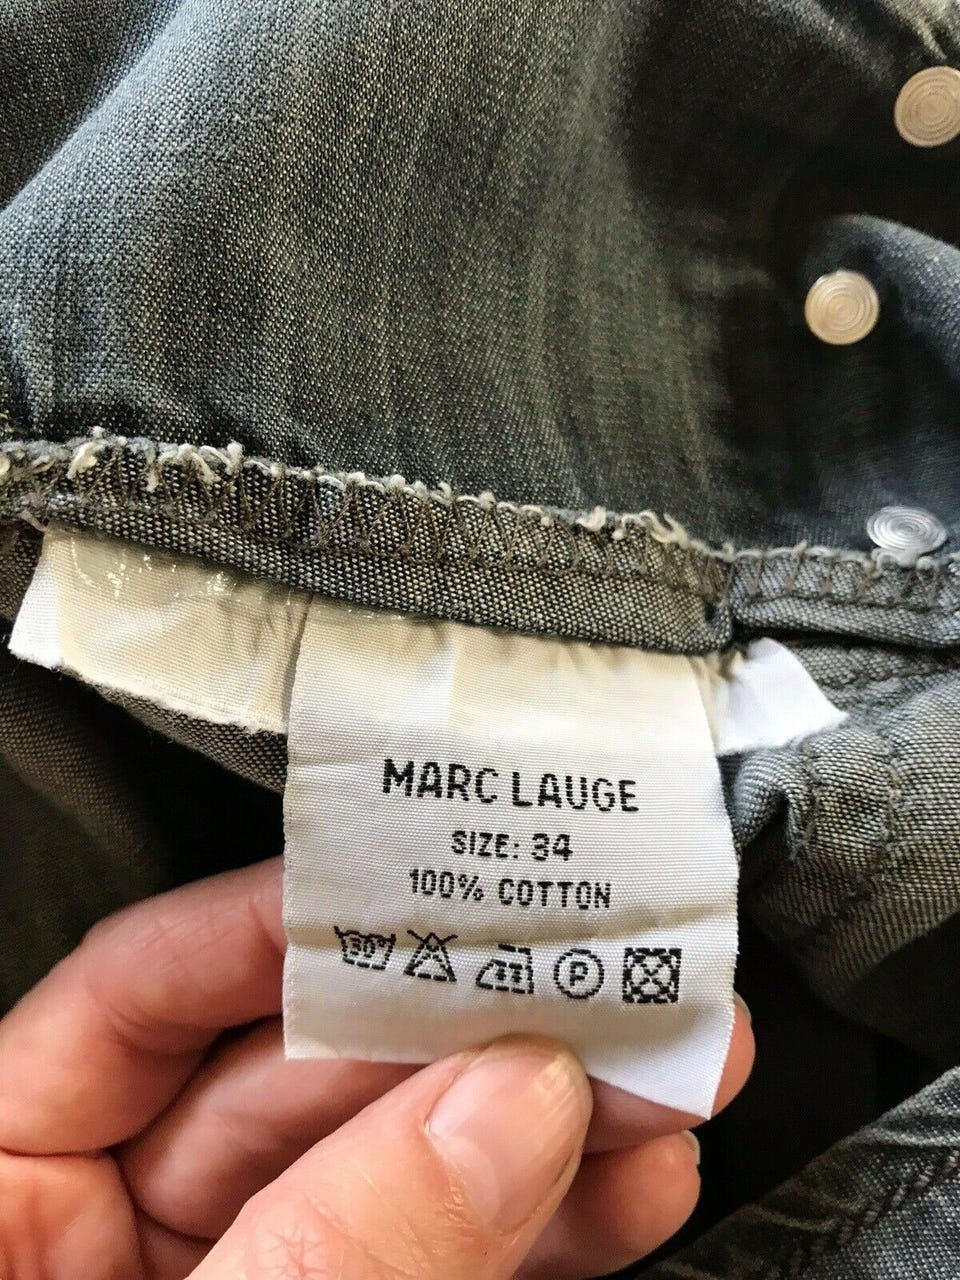 MARC LAUGE
SIZE: 34
100% COTTON
P